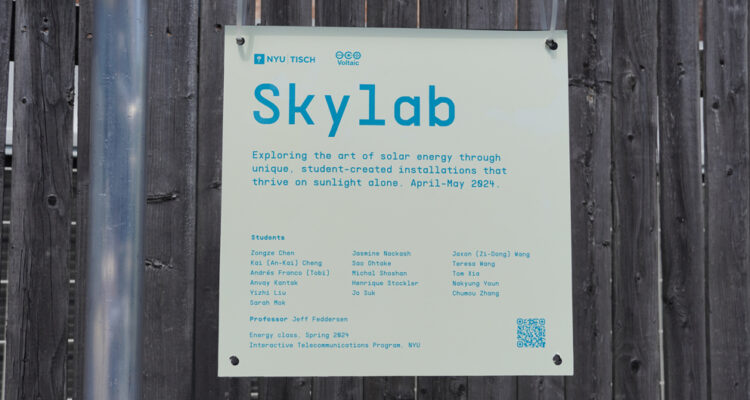 NYU TISCH
Voltaic
Skylab
Exploring the art of solar energy through
unique, student-created installations that
thrive on sunlight alone. April-May 2024.
Students
Zongze Chen
Kai (An-Kai) Cheng
Andrés Franco (Tobi)
Anvay Kantak
Yizhi Liu
Sarah Mok
Jasmine Nackash
Sao Ohtake
Michal Shoshan
Henrique Stockler
Jo Suk
Jaxon (Zi-Dong) Wang
Teresa Wang
Tom Xia
Nakyung Youn
Chumou Zhang
Professor Jeff Feddersen
Energy class, Spring 2024
Interactive Telecommunications Program, NYU